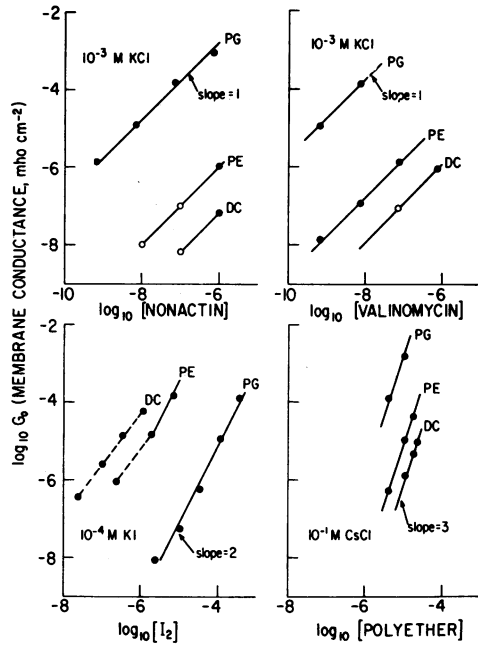 log₁₀ G₀ (MEMBRANE CONDUCTANCE, mho cm⁻²)
-2
-4
-6
-8
10⁻³ M KCl
PG
slope=1
PE
DC
-10
-8
-6
log₁₀ [NONACTIN]
10⁻³ M KCl
PG
slope=1
PE
DC
-10
-8
-6
-4
log₁₀ [VALINOMYCIN]
-2
-4
-6
-8
DC
PE
PG
10⁻⁴ M KI
slope=2
-8
-6
-4
log₁₀[I₂]
PG
PE
DC
10⁻¹ M CsCl
slope=3
-8
-6
-4
log₁₀ [POLYETHER]